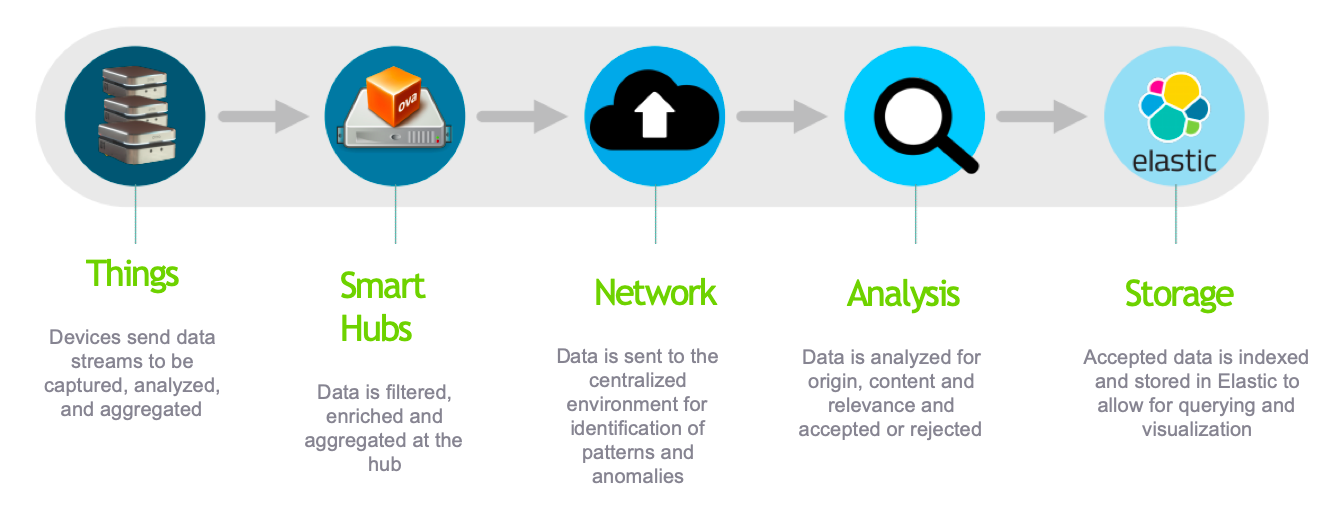 ova
elastic
Things
Devices send data
streams to be
captured, analyzed,
and aggregated
Smart
Hubs
Data is filtered,
enriched and
aggregated at the
hub
Network
Data is sent to the
centralized
environment for
identification of
patterns and
anomalies
Analysis
Data is analyzed for
origin, content and
relevance and
accepted or rejected
Storage
Accepted data is indexed
and stored in Elastic to
allow for querying and
visualization